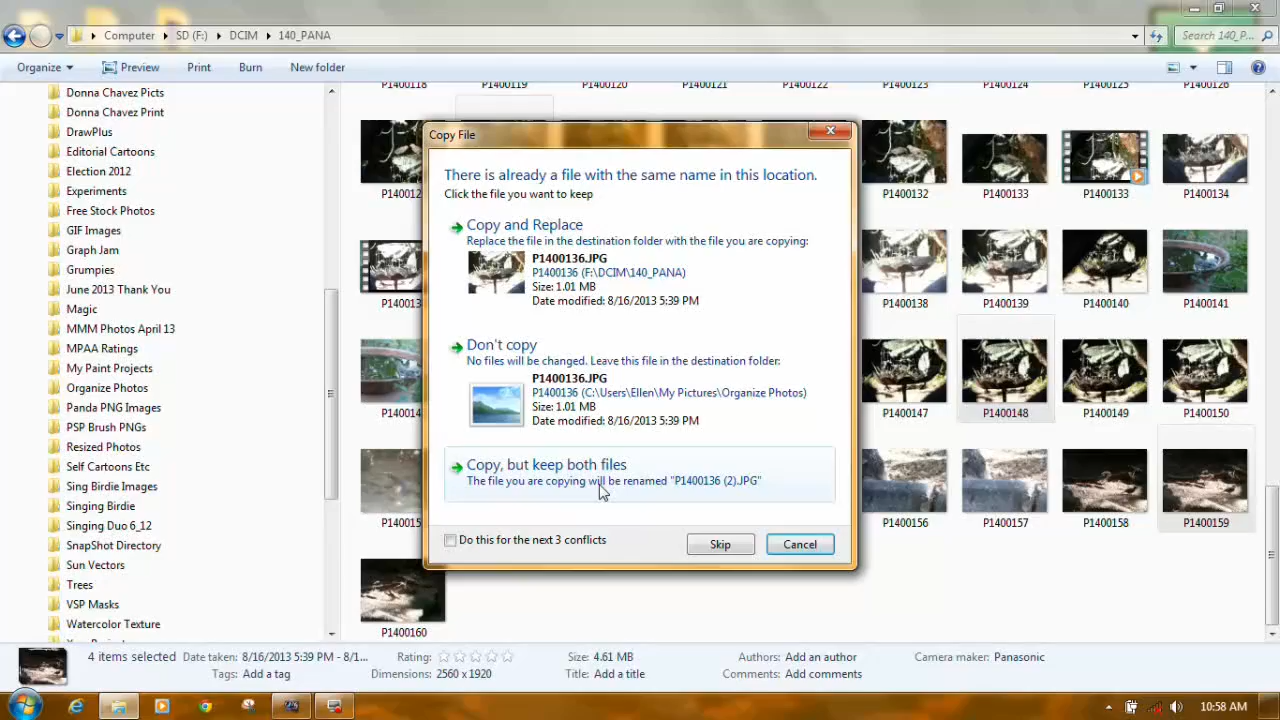 Computer ▸ SD (F:) ▸ DCIM ▸ 140_PANA
Search 140_P...
Organize Preview Print Burn New folder
Donna Chavez Picts
Donna Chavez Print
DrawPlus
Editorial Cartoons
Election 2012
Experiments
Free Stock Photos
GIF Images
Graph Jam
Grumpies
June 2013 Thank You
Magic
MMM Photos April 13
MPAA Ratings
My Paint Projects
Organize Photos
Panda PNG Images
PSP Brush PNGs
Resized Photos
Self Cartoons Etc
Sing Birdie Images
Singing Birdie
Singing Duo 6_12
SnapShot Directory
Sun Vectors
Trees
VSP Masks
Watercolor Texture
P1400118 P1400119 P1400120 P1400121 P1400122 P1400123 P1400124 P1400125 P1400126
P140012 P1400132 P1400133 P1400133 P1400134
P140013 P1400138 P1400139 P1400140 P1400141
P140014 P1400147 P1400148 P1400149 P1400150
P140015 P1400156 P1400157 P1400158 P1400159
P1400160
Copy File
There is already a file with the same name in this location.
Click the file you want to keep
Copy and Replace
Replace the file in the destination folder with the file you are copying:
P1400136.JPG
P1400136 (F:\DCIM\140_PANA)
Size: 1.01 MB
Date modified: 8/16/2013 5:39 PM
Don't copy
No files will be changed. Leave this file in the destination folder:
P1400136.JPG
P1400136 (C:\Users\Ellen\My Pictures\Organize Photos)
Size: 1.01 MB
Date modified: 8/16/2013 5:39 PM
Copy, but keep both files
The file you are copying will be renamed "P1400136 (2).JPG"
Do this for the next 3 conflicts
Skip Cancel
4 items selected Date taken: 8/16/2013 5:39 PM - 8/1... Rating: Size: 4.61 MB Authors: Add an author Camera maker: Panasonic
Tags: Add a tag Dimensions: 2560 x 1920 Title: Add a title Comments: Add comments
10:58 AM